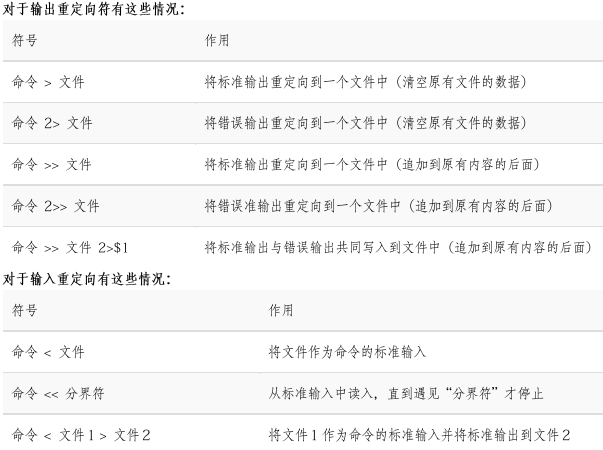 对于输出重定向符有这些情况：
符号 作用
命令 > 文件 将标准输出重定向到一个文件中（清空原有文件的数据）
命令 2> 文件 将错误输出重定向到一个文件中（清空原有文件的数据）
命令 >> 文件 将标准输出重定向到一个文件中（追加到原有内容的后面）
命令 2>> 文件 将错误准输出重定向到一个文件中（追加到原有内容的后面）
命令 >> 文件 2>$1 将标准输出与错误输出共同写入到文件中（追加到原有内容的后面）
对于输入重定向有这些情况：
符号 作用
命令 < 文件 将文件作为命令的标准输入
命令 << 分界符 从标准输入中读入，直到遇见“分界符”才停止
命令 < 文件1 > 文件2 将文件1作为命令的标准输入并将标准输出到文件2